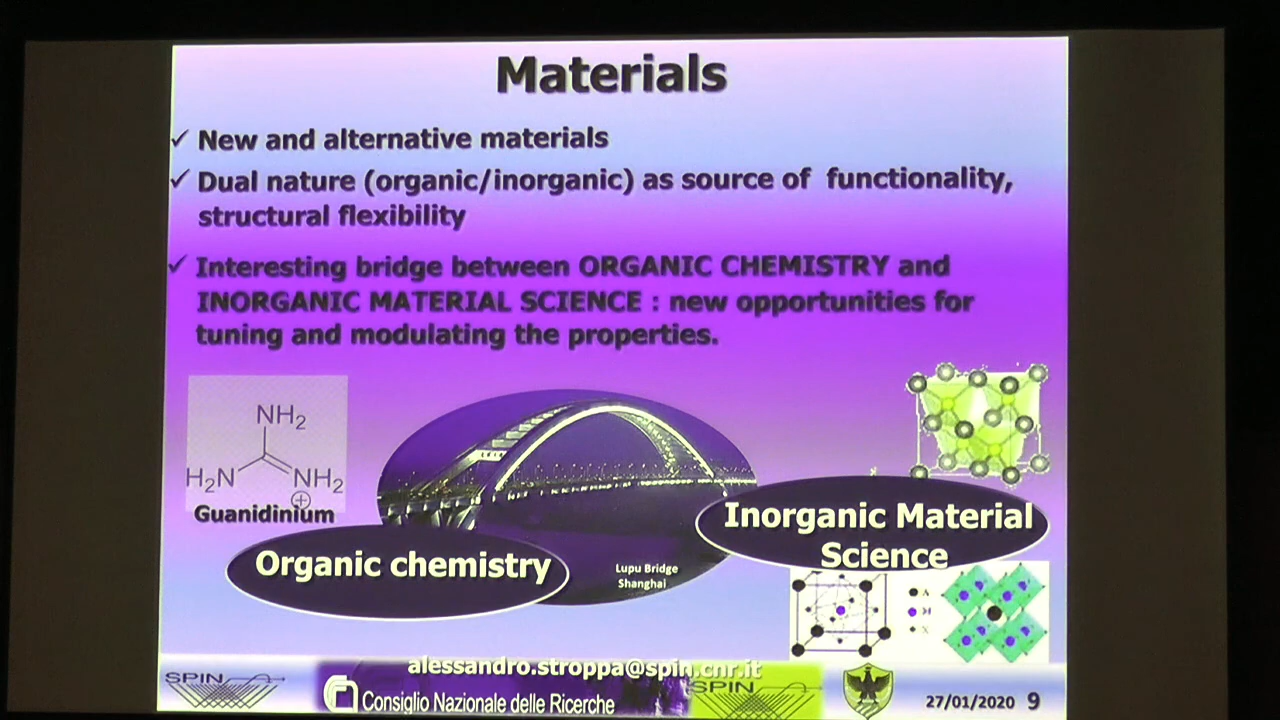 Materials
✓ New and alternative materials
✓ Dual nature (organic/inorganic) as source of functionality,
structural flexibility
✓ Interesting bridge between ORGANIC CHEMISTRY and
INORGANIC MATERIAL SCIENCE : new opportunities for
tuning and modulating the properties.
NH2
H2N
NH2
Guanidinium
Organic chemistry
Lupu Bridge
Shanghai
Inorganic Material
Science
A
M
X
alessandro.stroppa@spin.cnr.it
SPIN
Consiglio Nazionale delle Ricerche
SPIN
27/01/2020 9